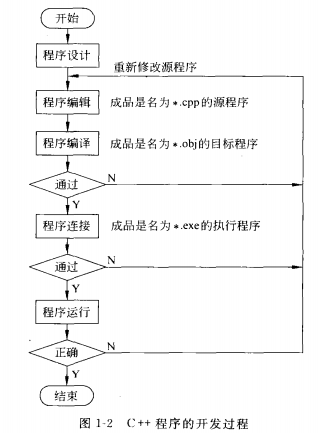 开始
程序设计
重新修改源程序
程序编辑 成品是名为*.cpp的源程序
程序编译 成品是名为*.obj的目标程序
通过 N
Y
程序连接 成品是名为*.exe的执行程序
通过 N
Y
程序运行
正确 N
Y
结束
图 1-2 C++ 程序的开发过程